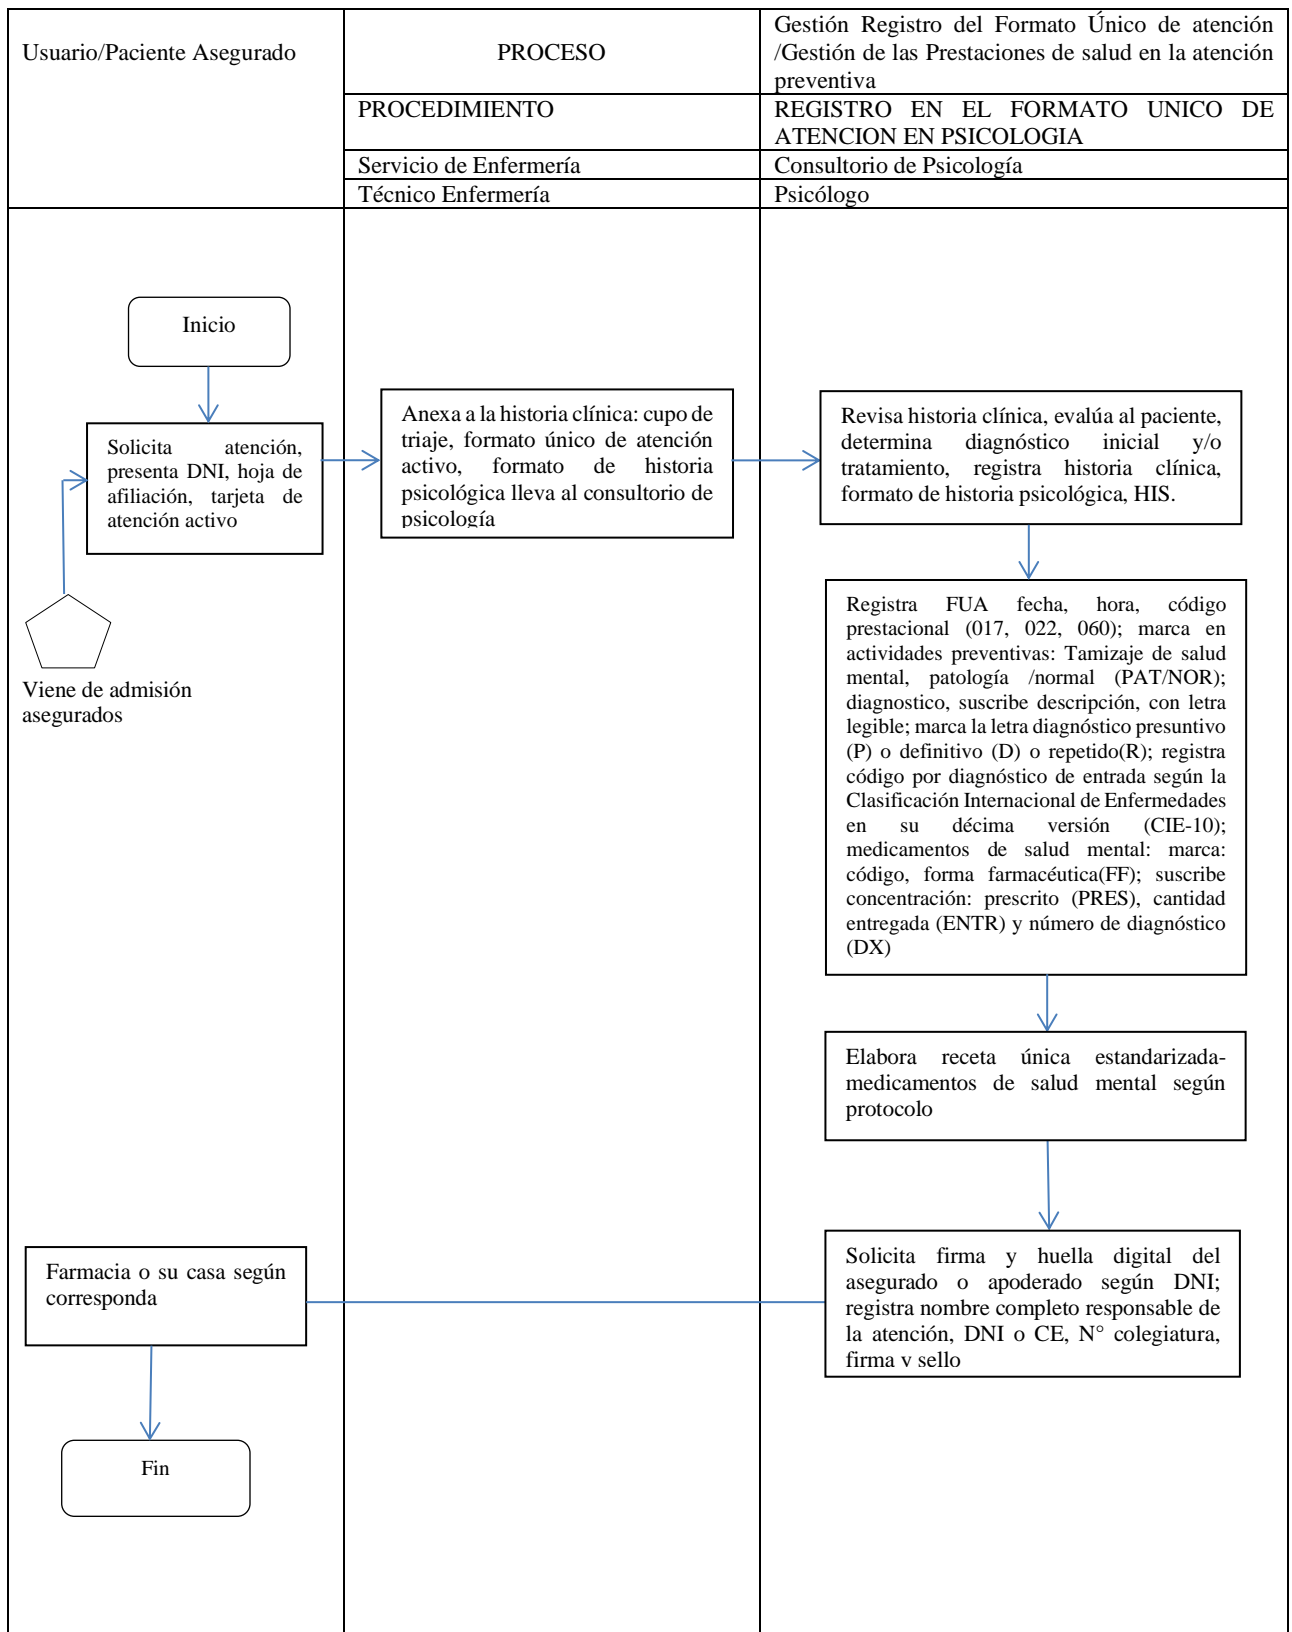 Usuario/Paciente Asegurado
PROCESO
Gestión Registro del Formato Único de atención
/Gestión de las Prestaciones de salud en la atención
preventiva
PROCEDIMIENTO
REGISTRO EN EL FORMATO UNICO DE
ATENCION EN PSICOLOGIA
Servicio de Enfermería
Consultorio de Psicología
Técnico Enfermería
Psicólogo
Inicio
Solicita atención,
presenta DNI, hoja de
afiliación, tarjeta de
atención activo
Viene de admisión
asegurados
Anexa a la historia clínica: cupo de
triaje, formato único de atención
activo, formato de historia
psicológica lleva al consultorio de
psicología
Revisa historia clínica, evalúa al paciente,
determina diagnóstico inicial y/o
tratamiento, registra historia clínica,
formato de historia psicológica, HIS.
Registra FUA fecha, hora, código
prestacional (017, 022, 060); marca en
actividades preventivas: Tamizaje de salud
mental, patología /normal (PAT/NOR);
diagnostico, suscribe descripción, con letra
legible; marca la letra diagnóstico presuntivo
(P) o definitivo (D) o repetido(R); registra
código por diagnóstico de entrada según la
Clasificación Internacional de Enfermedades
en su décima versión (CIE-10);
medicamentos de salud mental: marca:
código, forma farmacéutica(FF); suscribe
concentración: prescrito (PRES), cantidad
entregada (ENTR) y número de diagnóstico
(DX)
Elabora receta única estandarizada-
medicamentos de salud mental según
protocolo
Solicita firma y huella digital del
asegurado o apoderado según DNI;
registra nombre completo responsable de
la atención, DNI o CE, N° colegiatura,
firma y sello
Farmacia o su casa según
corresponda
Fin